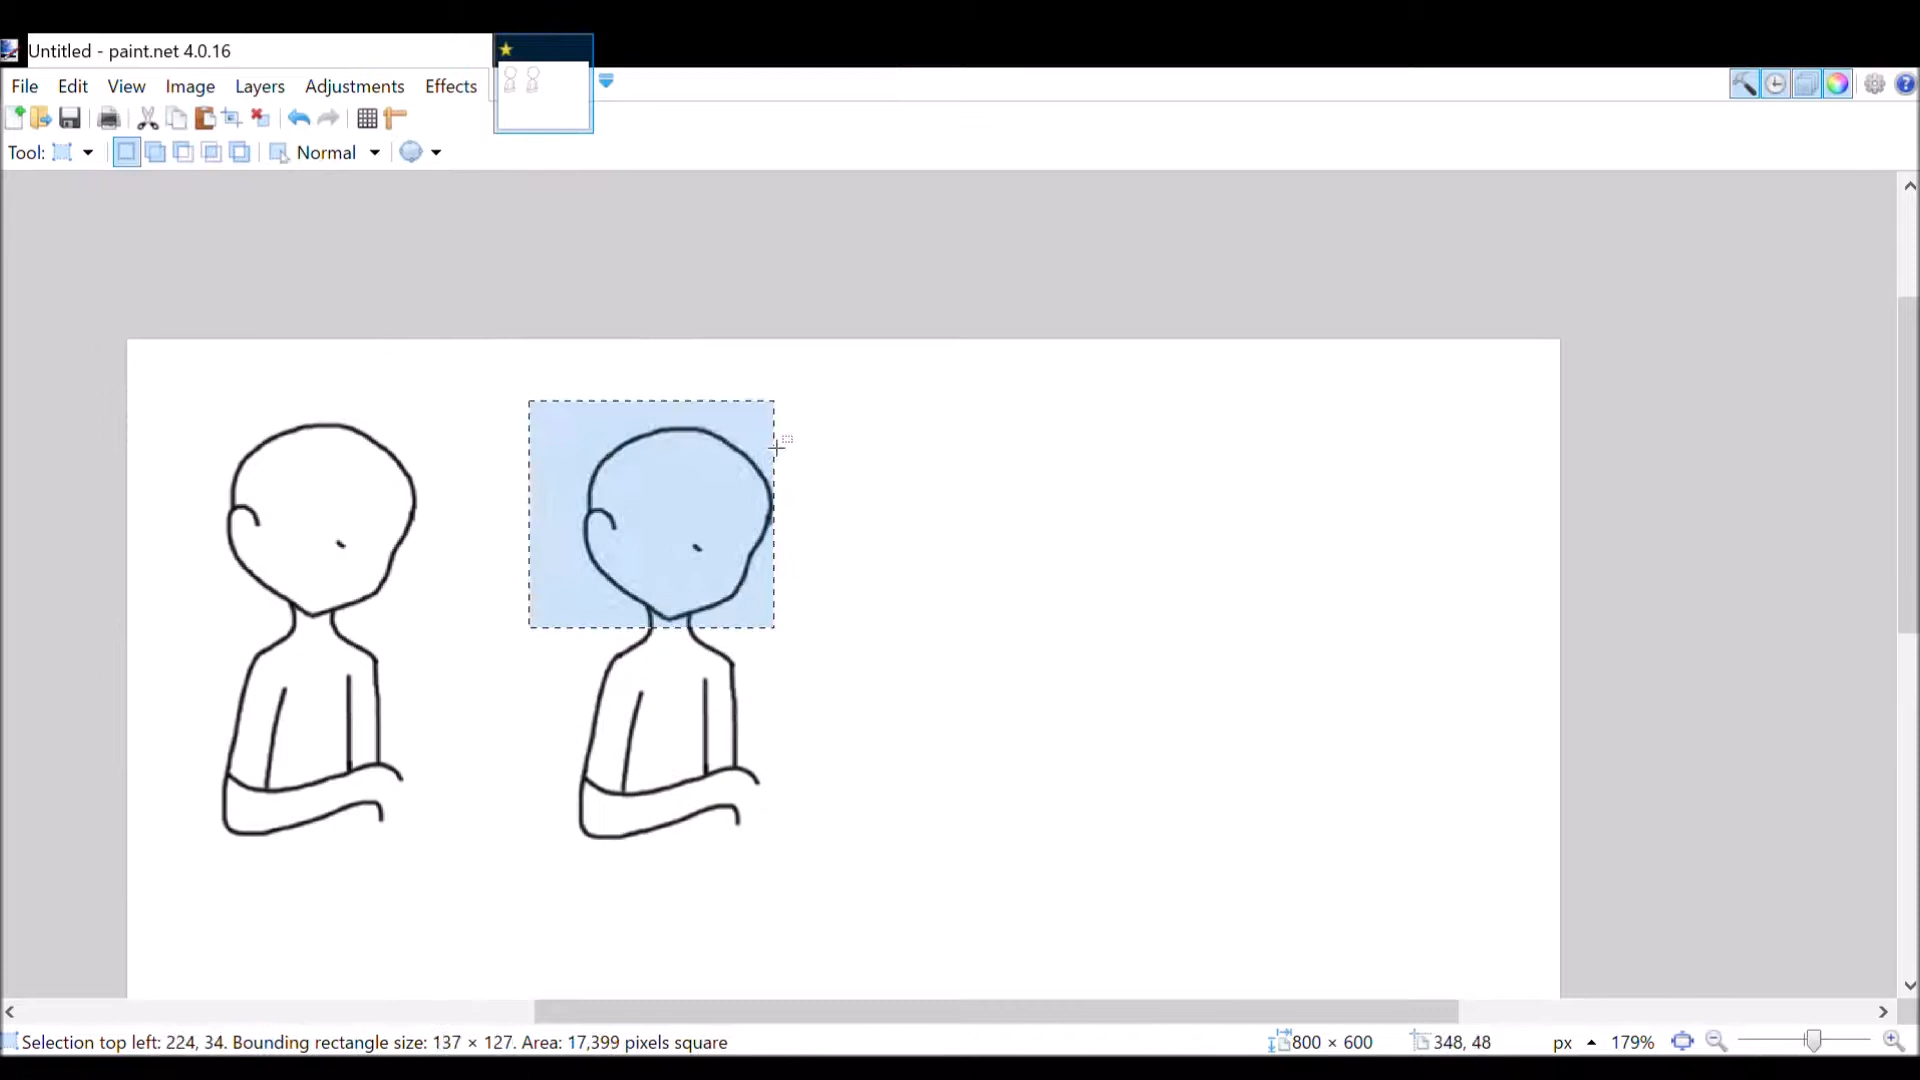 Untitled - paint.net 4.0.16
File Edit View Image Layers Adjustments Effects
Tool: Normal
Selection top left: 224, 34. Bounding rectangle size: 137 × 127. Area: 17,399 pixels square 800 × 600 348, 48 px 179%